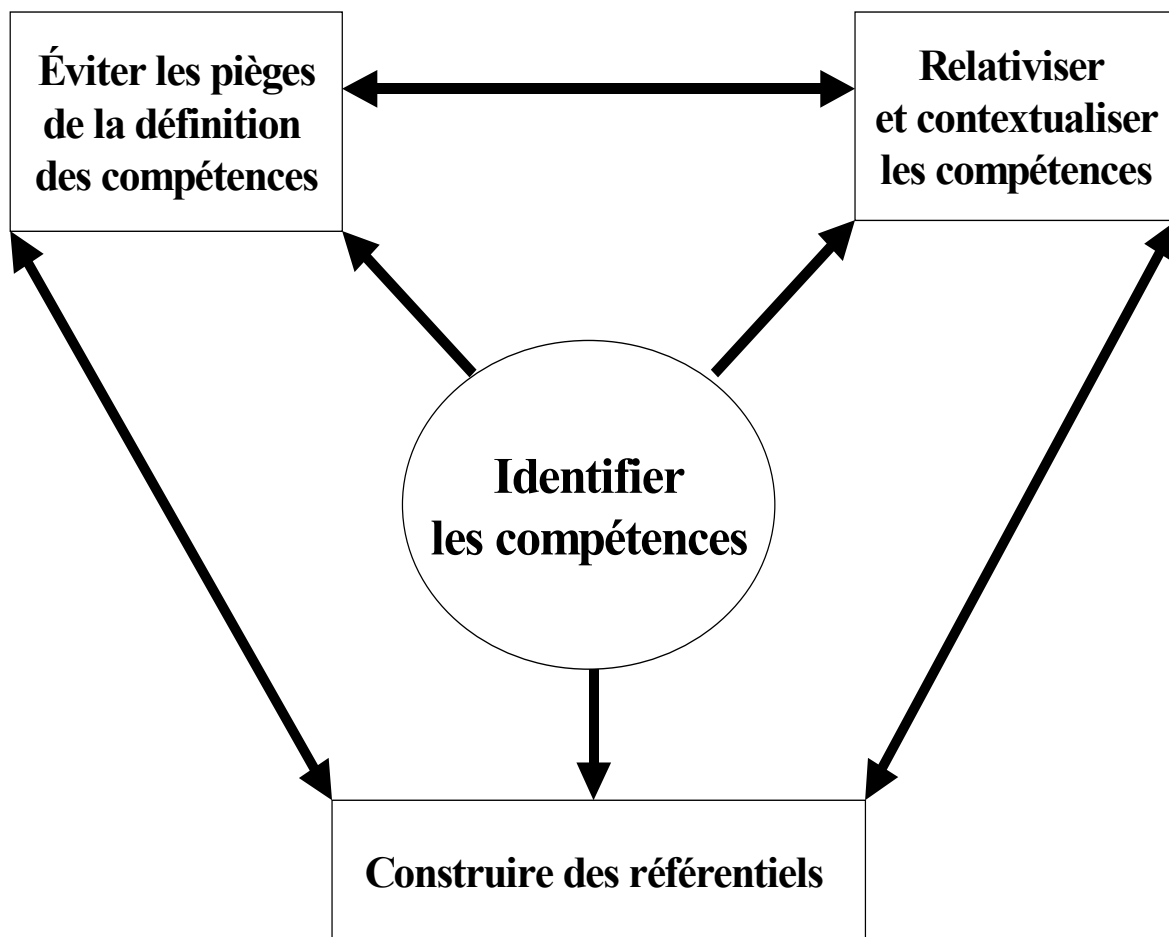 Éviter les pièges
de la définition
des compétences
Relativiser
et contextualiser
les compétences
Identifier
les compétences
Construire des référentiels